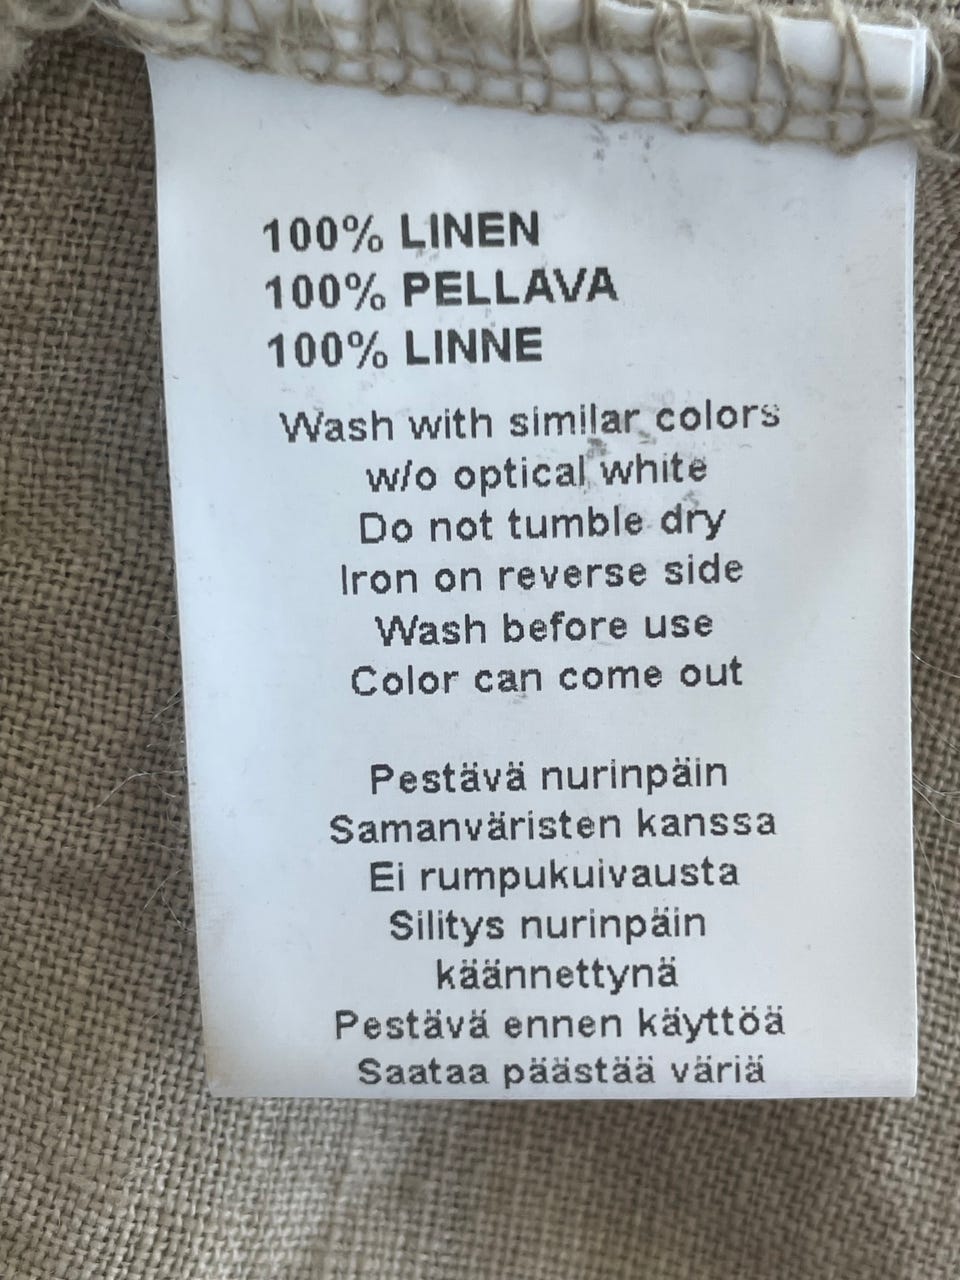 100% LINEN
100% PELLAVA
100% LINNE
Wash with similar colors
w/o optical white
Do not tumble dry
Iron on reverse side
Wash before use
Color can come out
Pestävä nurinpäin
Samanväristen kanssa
Ei rumpukuivausta
Silitys nurinpäin
käännettynä
Pestävä ennen käyttöä
Saataa päästää väriä